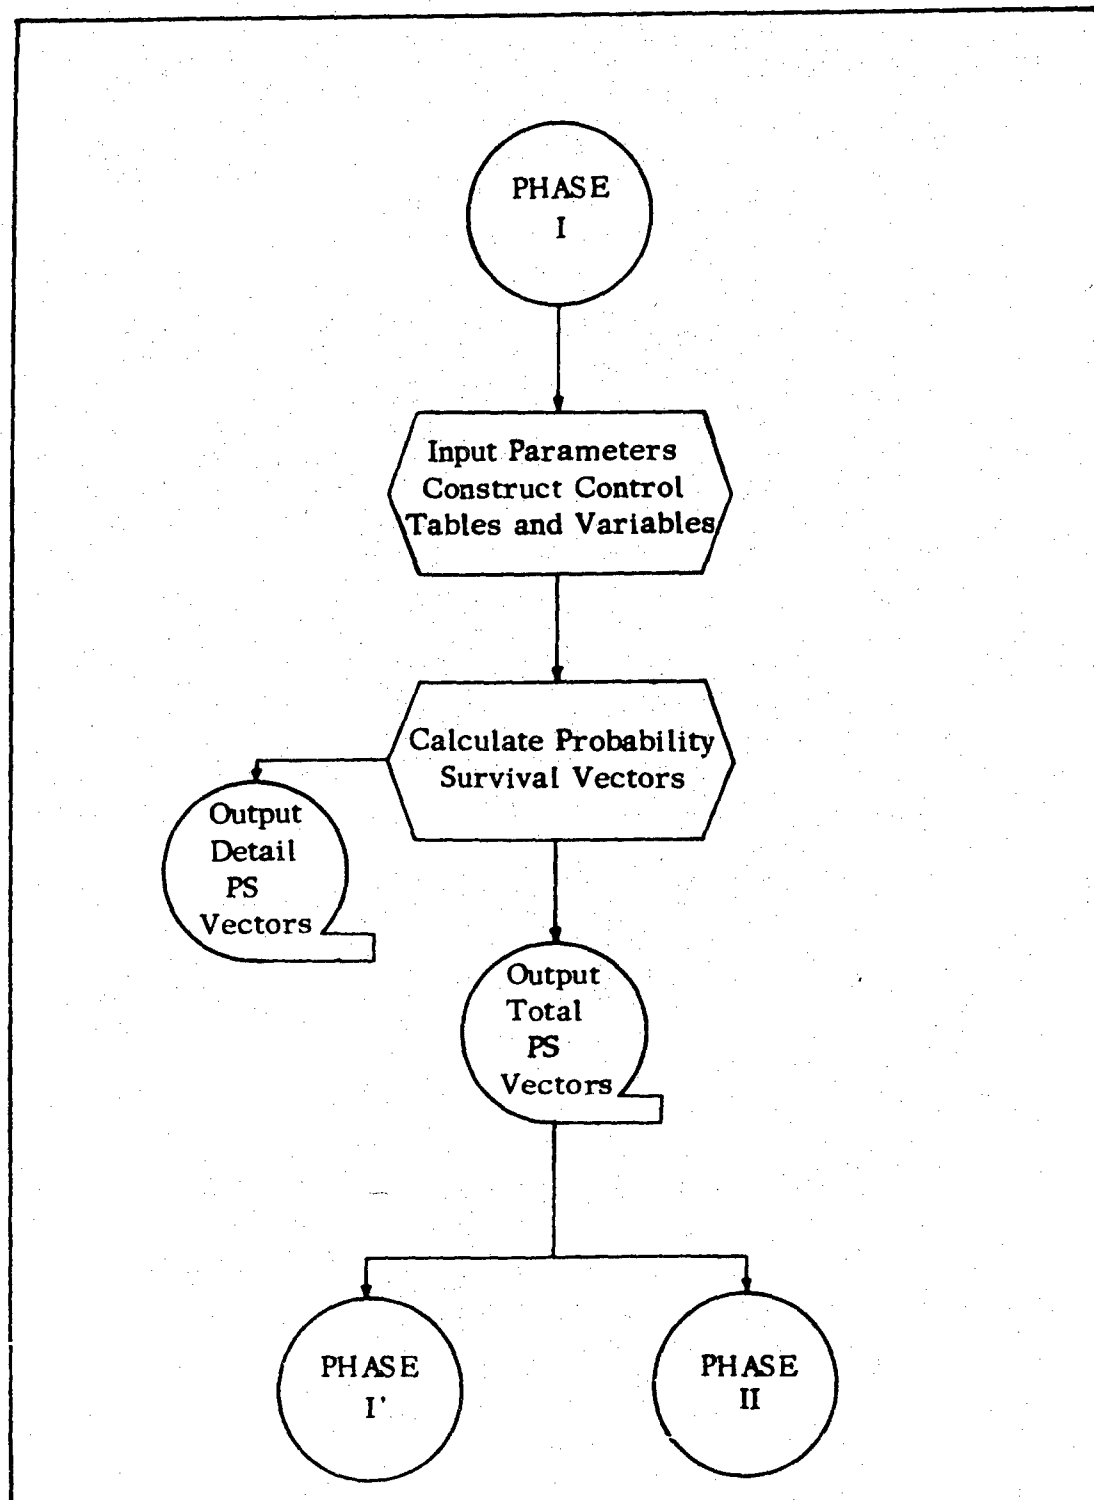 PHASE
I
Input Parameters
Construct Control
Tables and Variables
Calculate Probability
Survival Vectors
Output
Detail
PS
Vectors
Output
Total
PS
Vectors
PHASE
I'
PHASE
II